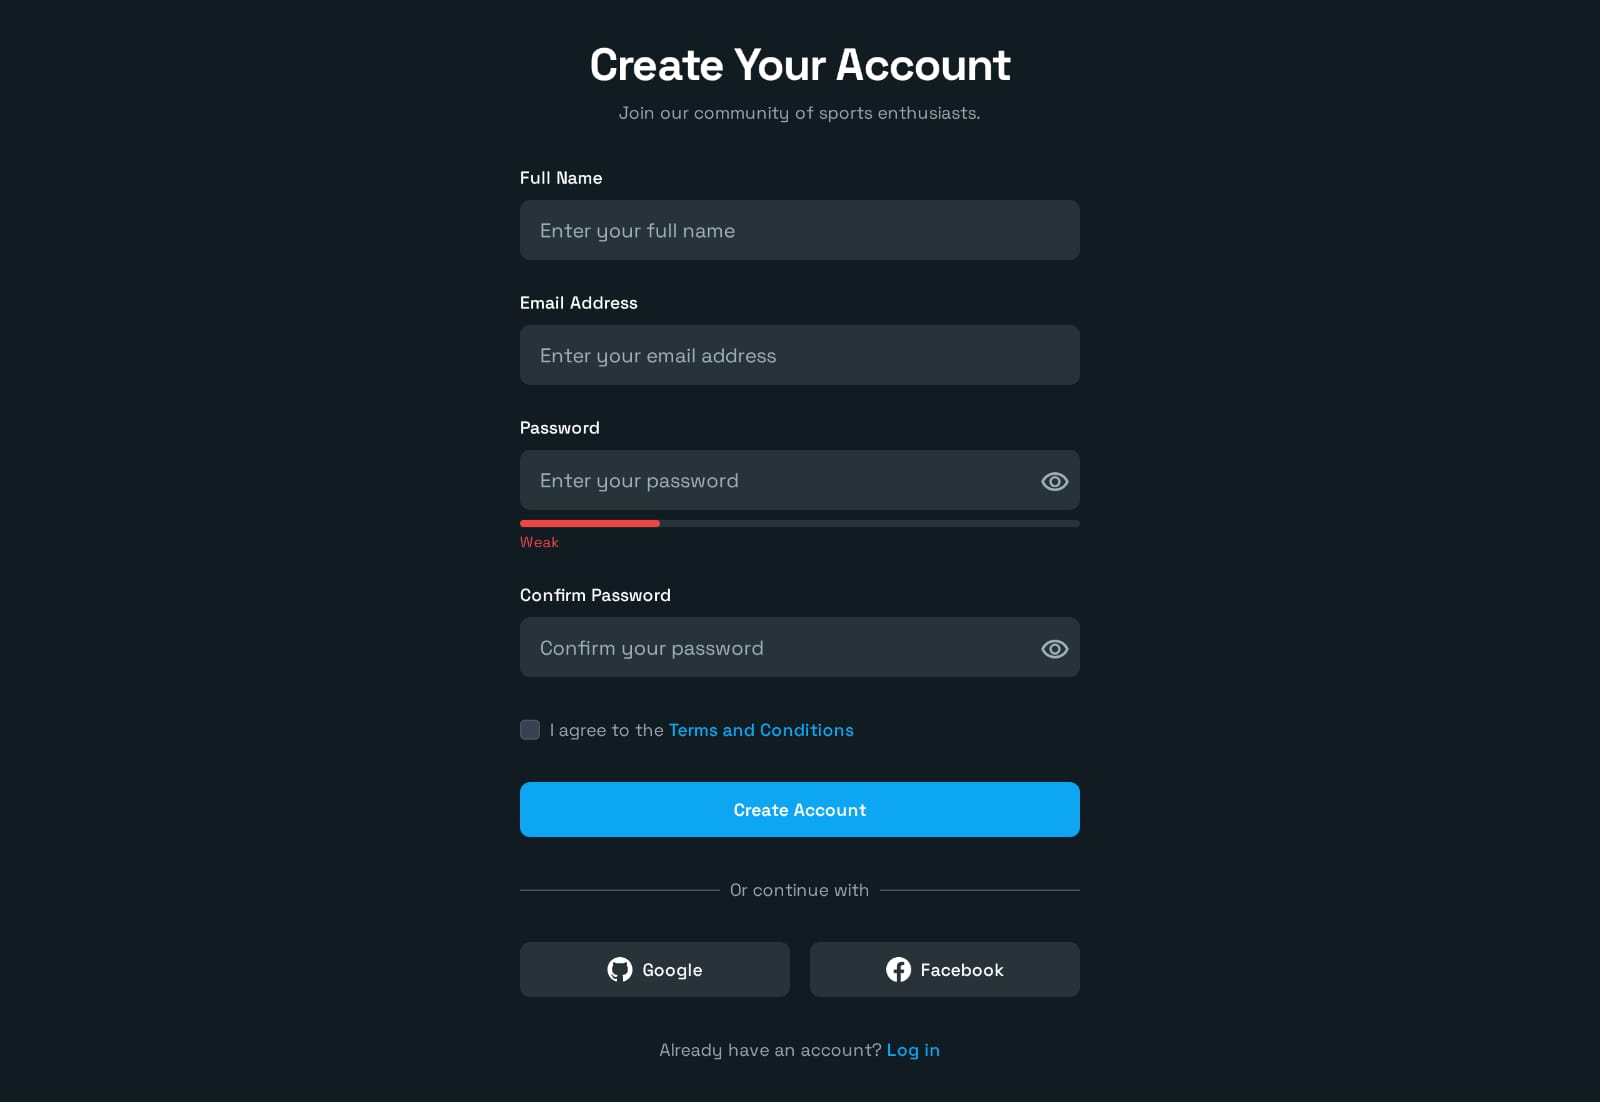 Create Your Account
Join our community of sports enthusiasts.
Full Name
Enter your full name
Email Address
Enter your email address
Password
Enter your password
Weak
Confirm Password
Confirm your password
I agree to the Terms and Conditions
Create Account
Or continue with
Google
Facebook
Already have an account? Log in